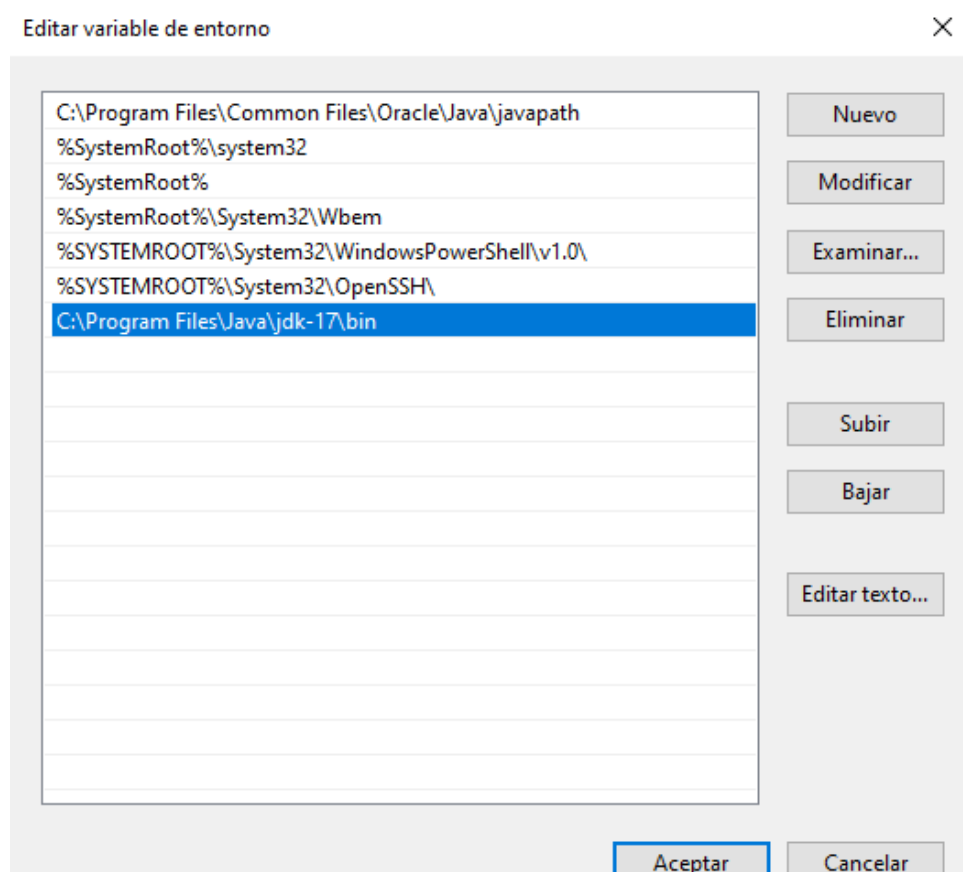 Editar variable de entorno
C:\Program Files\Common Files\Oracle\Java\javapath
%SystemRoot%\system32
%SystemRoot%
%SystemRoot%\System32\Wbem
%SYSTEMROOT%\System32\WindowsPowerShell\v1.0\
%SYSTEMROOT%\System32\OpenSSH\
C:\Program Files\Java\jdk-17\bin
Nuevo
Modificar
Examinar...
Eliminar
Subir
Bajar
Editar texto...
Aceptar
Cancelar